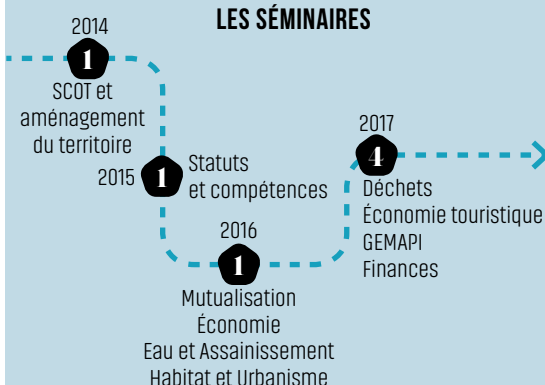 LES SÉMINAIRES
2014
1
SCOT et
aménagement
du territoire
2015
1
Statuts
et compétences
2016
1
Mutualisation
Économie
Eau et Assainissement
Habitat et Urbanisme
2017
4
Déchets
Économie touristique
GEMAPI
Finances